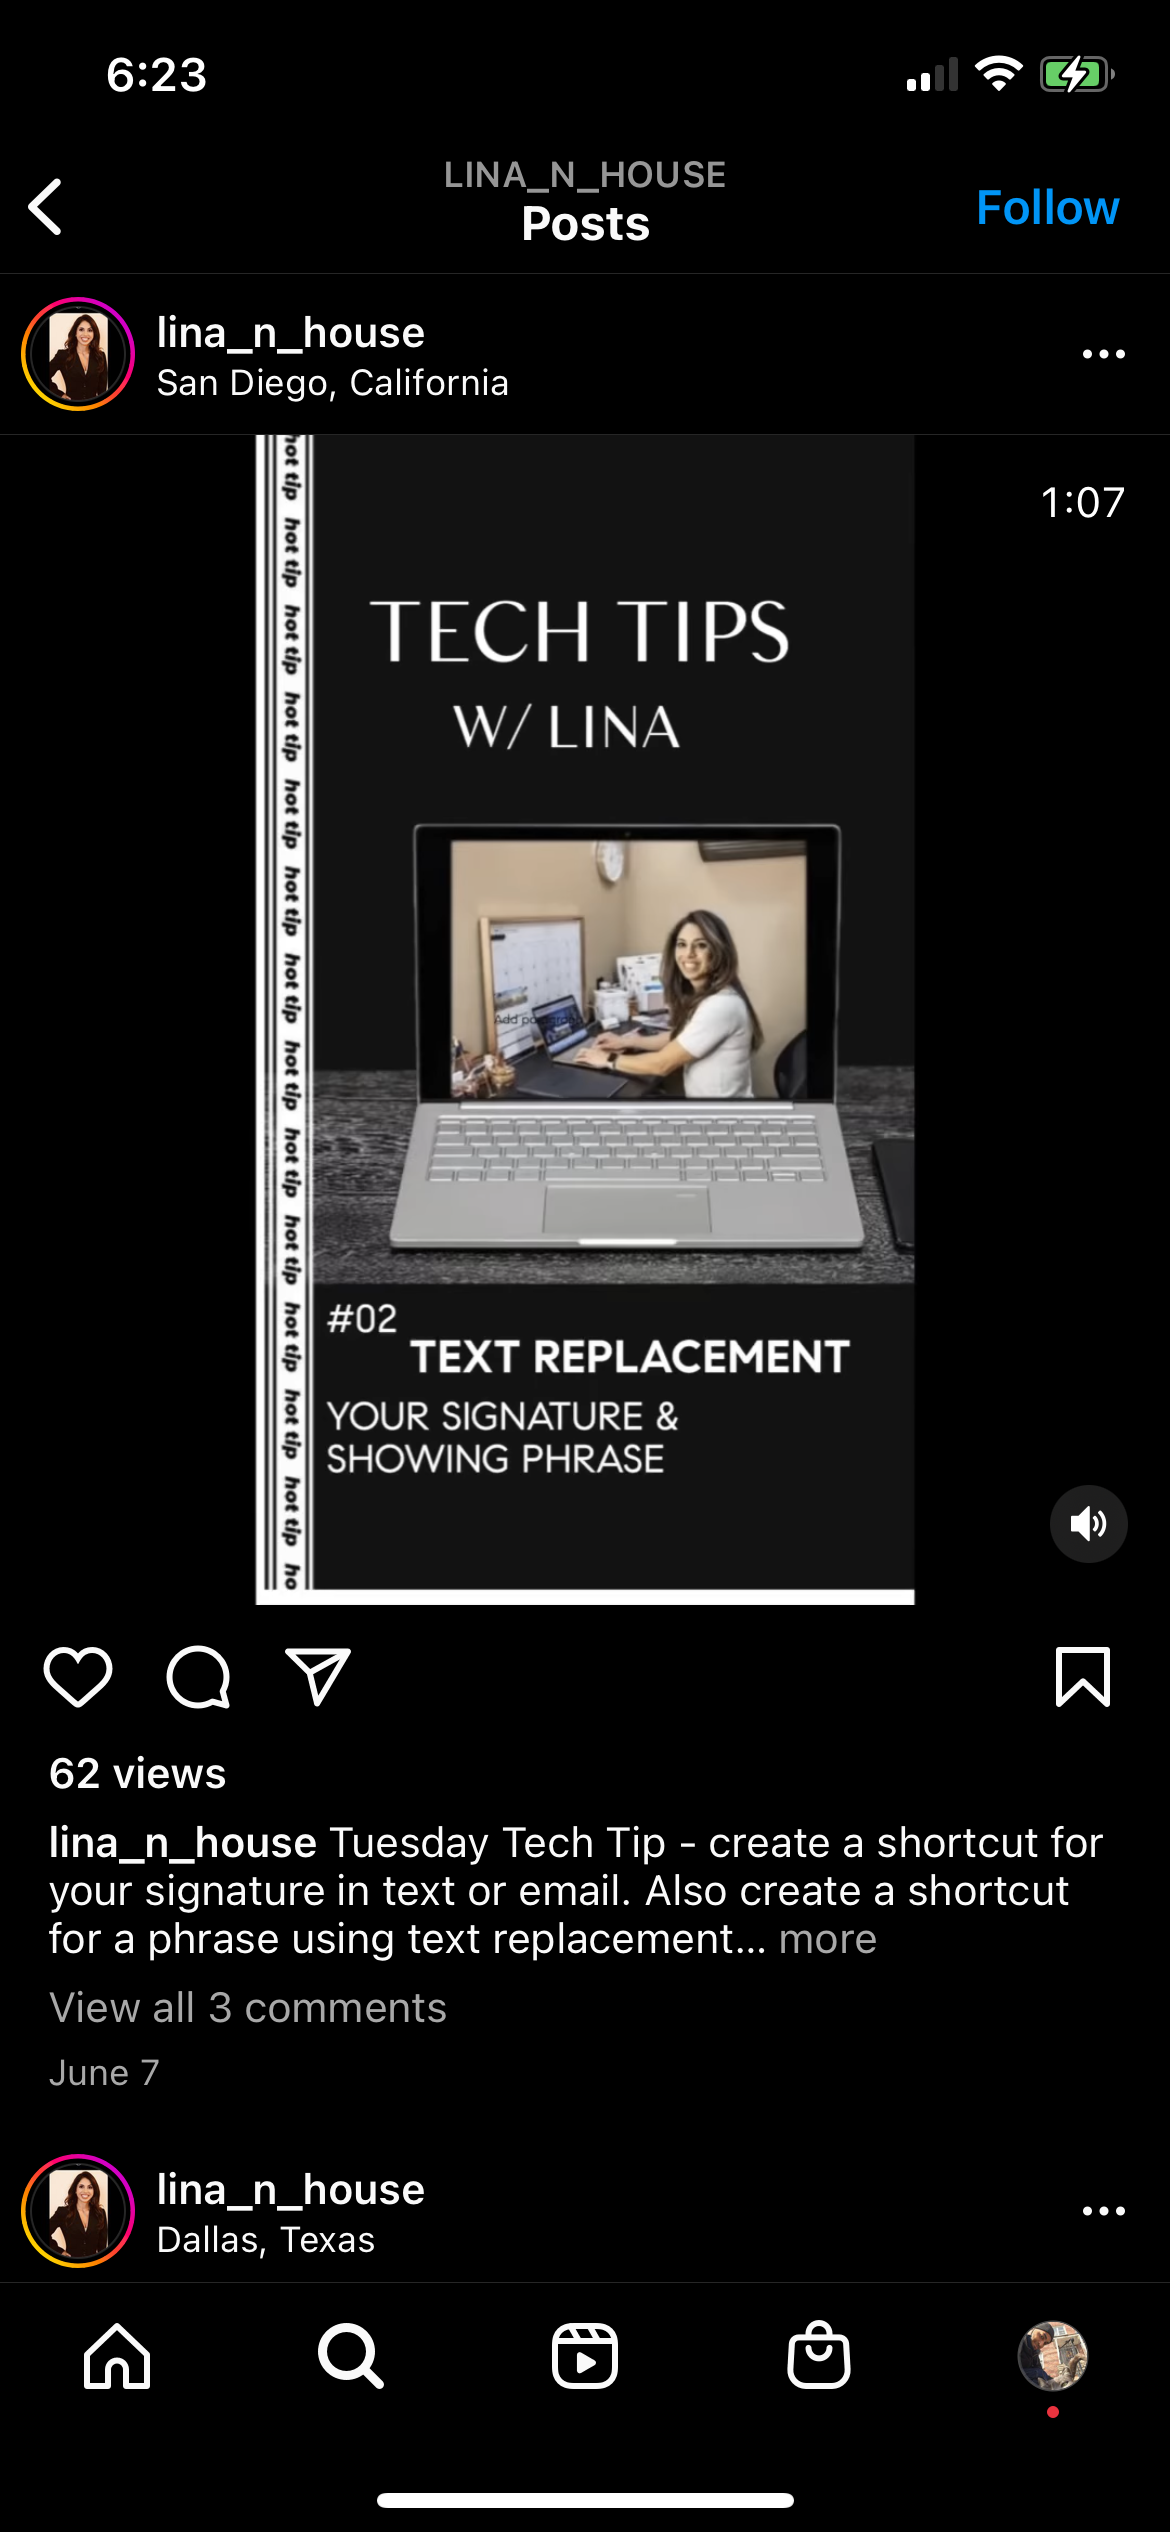 6:23
LINA_N_HOUSE
Posts
Follow
lina_n_house
San Diego, California
1:07
hot tip hot tip hot tip hot tip hot tip hot tip hot tip hot tip hot tip hot tip hot tip hot tip hot tip ho
TECH TIPS
W/ LINA
Add paragraph
#02
TEXT REPLACEMENT
YOUR SIGNATURE &
SHOWING PHRASE
62 views
lina_n_house Tuesday Tech Tip - create a shortcut for
your signature in text or email. Also create a shortcut
for a phrase using text replacement... more
View all 3 comments
June 7
lina_n_house
Dallas, Texas